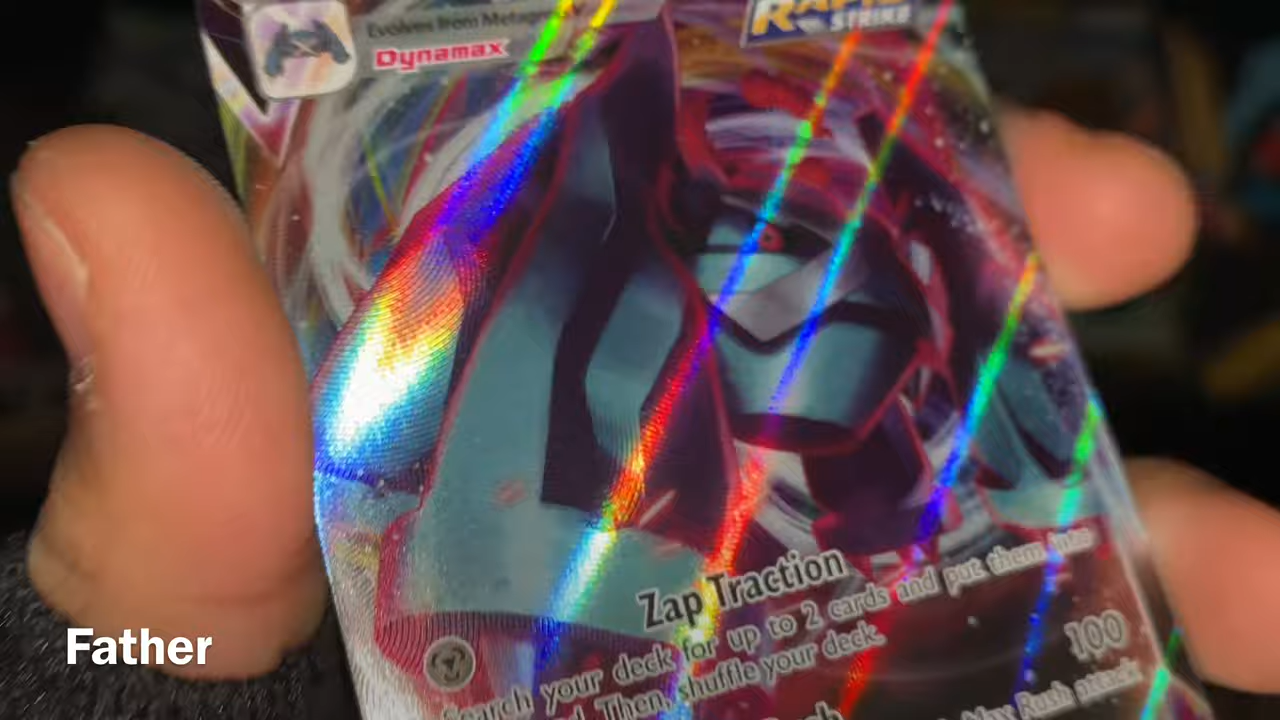 Evolves from Metagross V
Dynamax
RAPID
STRIKE
Zap Traction
Search your deck for up to 2 cards and put them into
Then, shuffle your deck.
100
Max Rush attack
Father